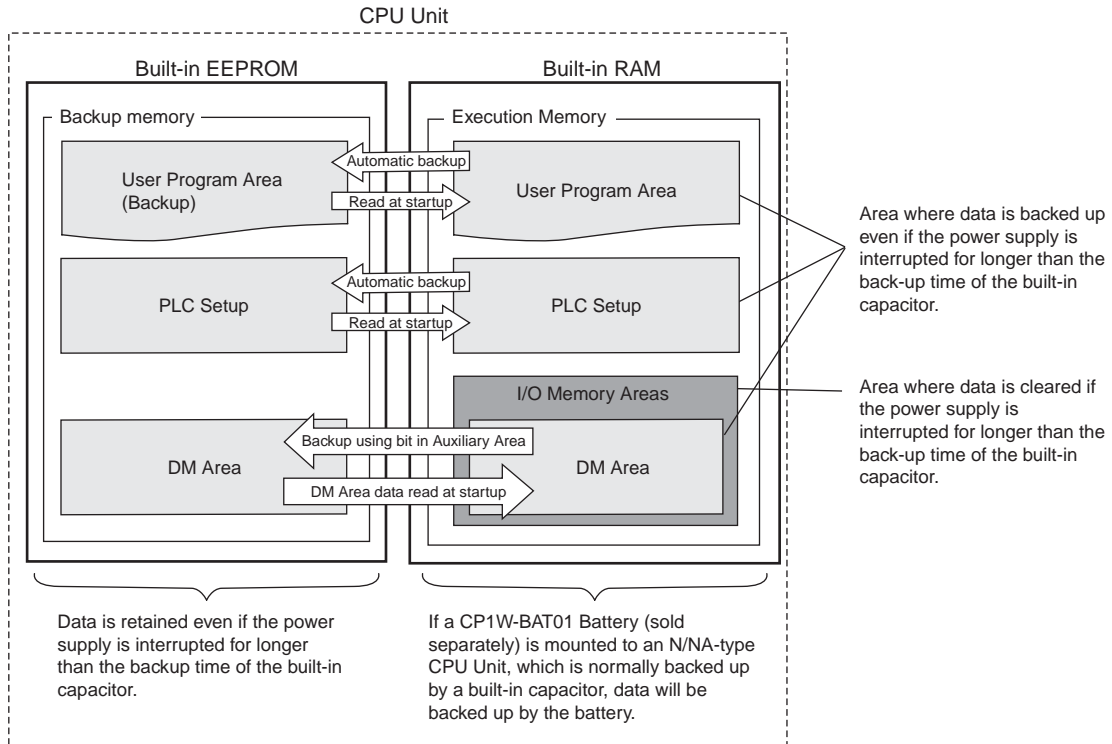 CPU Unit
Built-in EEPROM
Built-in RAM
Backup memory
Execution Memory
User Program Area
(Backup)
Automatic backup
Read at startup
User Program Area
PLC Setup
Automatic backup
Read at startup
PLC Setup
I/O Memory Areas
DM Area
Backup using bit in Auxiliary Area
DM Area data read at startup
DM Area
Area where data is backed up
even if the power supply is
interrupted for longer than the
back-up time of the built-in
capacitor.
Area where data is cleared if
the power supply is
interrupted for longer than the
back-up time of the built-in
capacitor.
Data is retained even if the power
supply is interrupted for longer
than the backup time of the built-in
capacitor.
If a CP1W-BAT01 Battery (sold
separately) is mounted to an N/NA-type
CPU Unit, which is normally backed up
by a built-in capacitor, data will be
backed up by the battery.